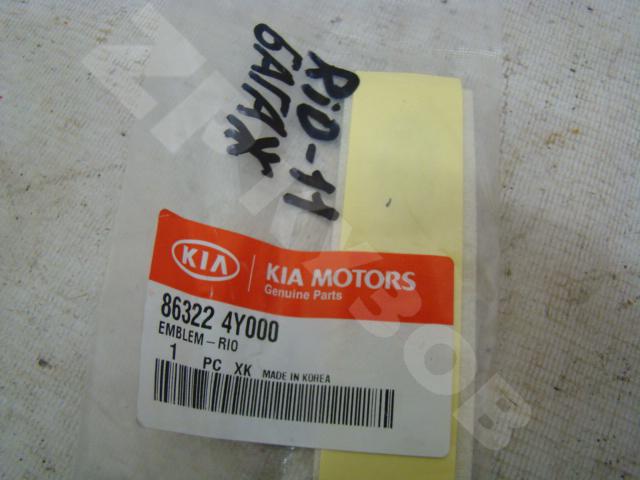 RiO-11
БАГАЖ
KIA
KIA MOTORS
Genuine Parts
86322 4Y000
EMBLEM-RIO
1 PC XK MADE IN KOREA